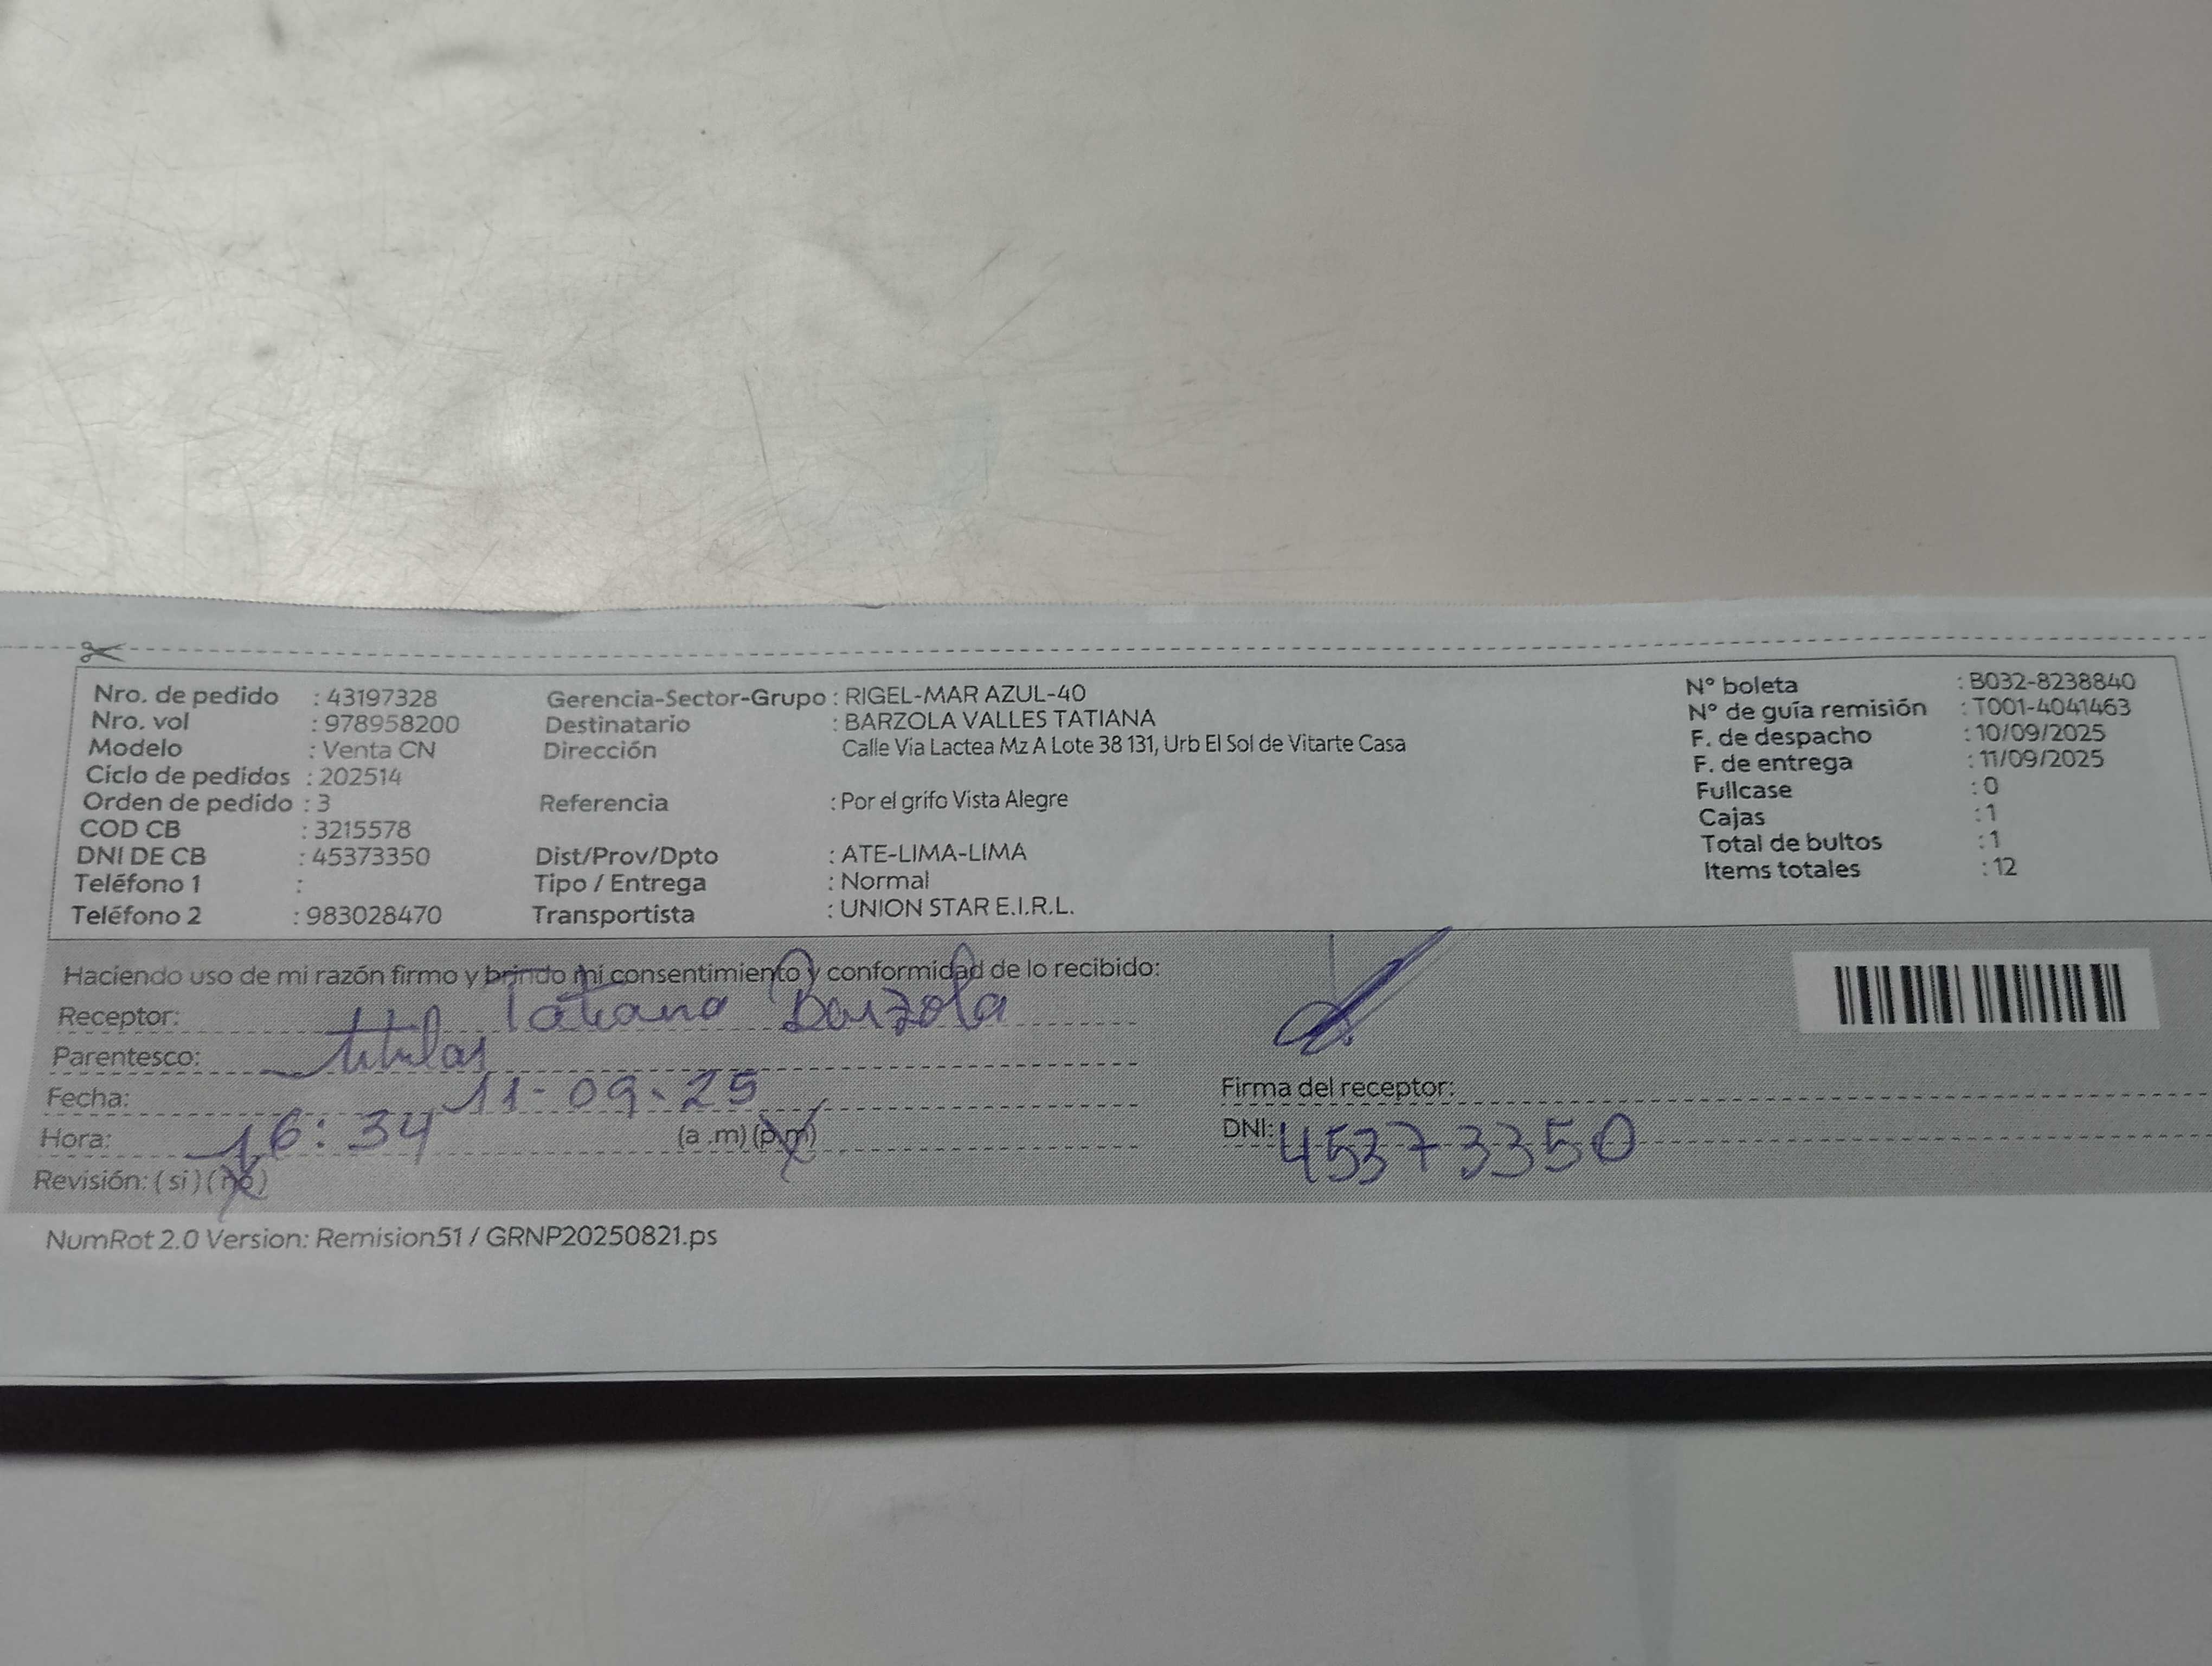 Nro. de pedido : 43197328 Gerencia-Sector-Grupo : RIGEL-MAR AZUL-40 N° boleta : B032-8238840
Nro. vol : 978958200 Destinatario : BARZOLA VALLES TATIANA N° de guía remisión : T001-4041463
Modelo : Venta CN Dirección Calle Via Lactea Mz A Lote 38 131, Urb El Sol de Vitarte Casa F. de despacho : 10/09/2025
Ciclo de pedidos : 202514 F. de entrega : 11/09/2025
Orden de pedido : 3 Referencia : Por el grifo Vista Alegre Fullcase : 0
COD CB : 3215578 Cajas : 1
DNI DE CB : 45373350 Dist/Prov/Dpto : ATE-LIMA-LIMA Total de bultos : 1
Teléfono 1 : Tipo / Entrega : Normal Items totales : 12
Teléfono 2 : 983028470 Transportista : UNION STAR E.I.R.L.
Haciendo uso de mi razón firmo y brindo mi consentimiento y conformidad de lo recibido:
Receptor: Tatiana Barzola
Parentesco: titular
Fecha: 11-09-25 Firma del receptor:
Hora: 16:34 (a .m) (p.m) DNI: 45373350
Revisión: ( si ) ( no )
NumRot 2.0 Version: Remision51 / GRNP20250821.ps